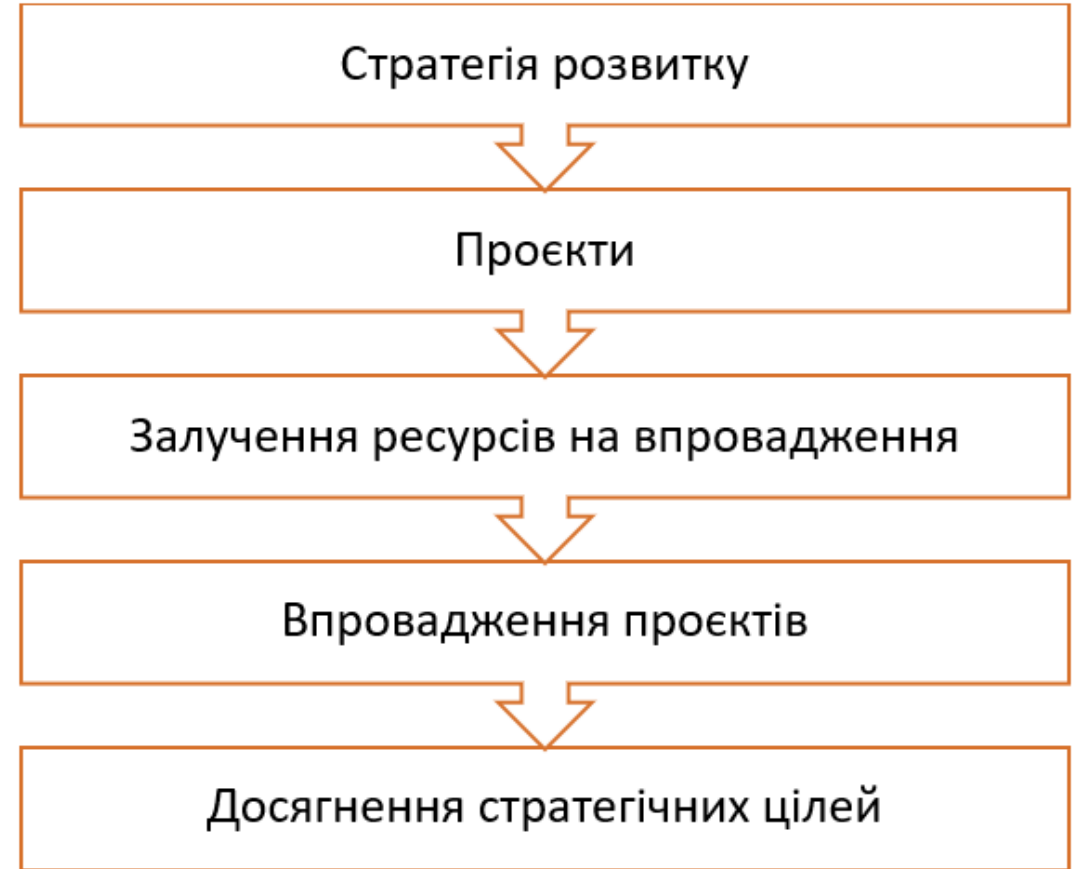 Стратегія розвитку
Проєкти
Залучення ресурсів на впровадження
Впровадження проєктів
Досягнення стратегічних цілей